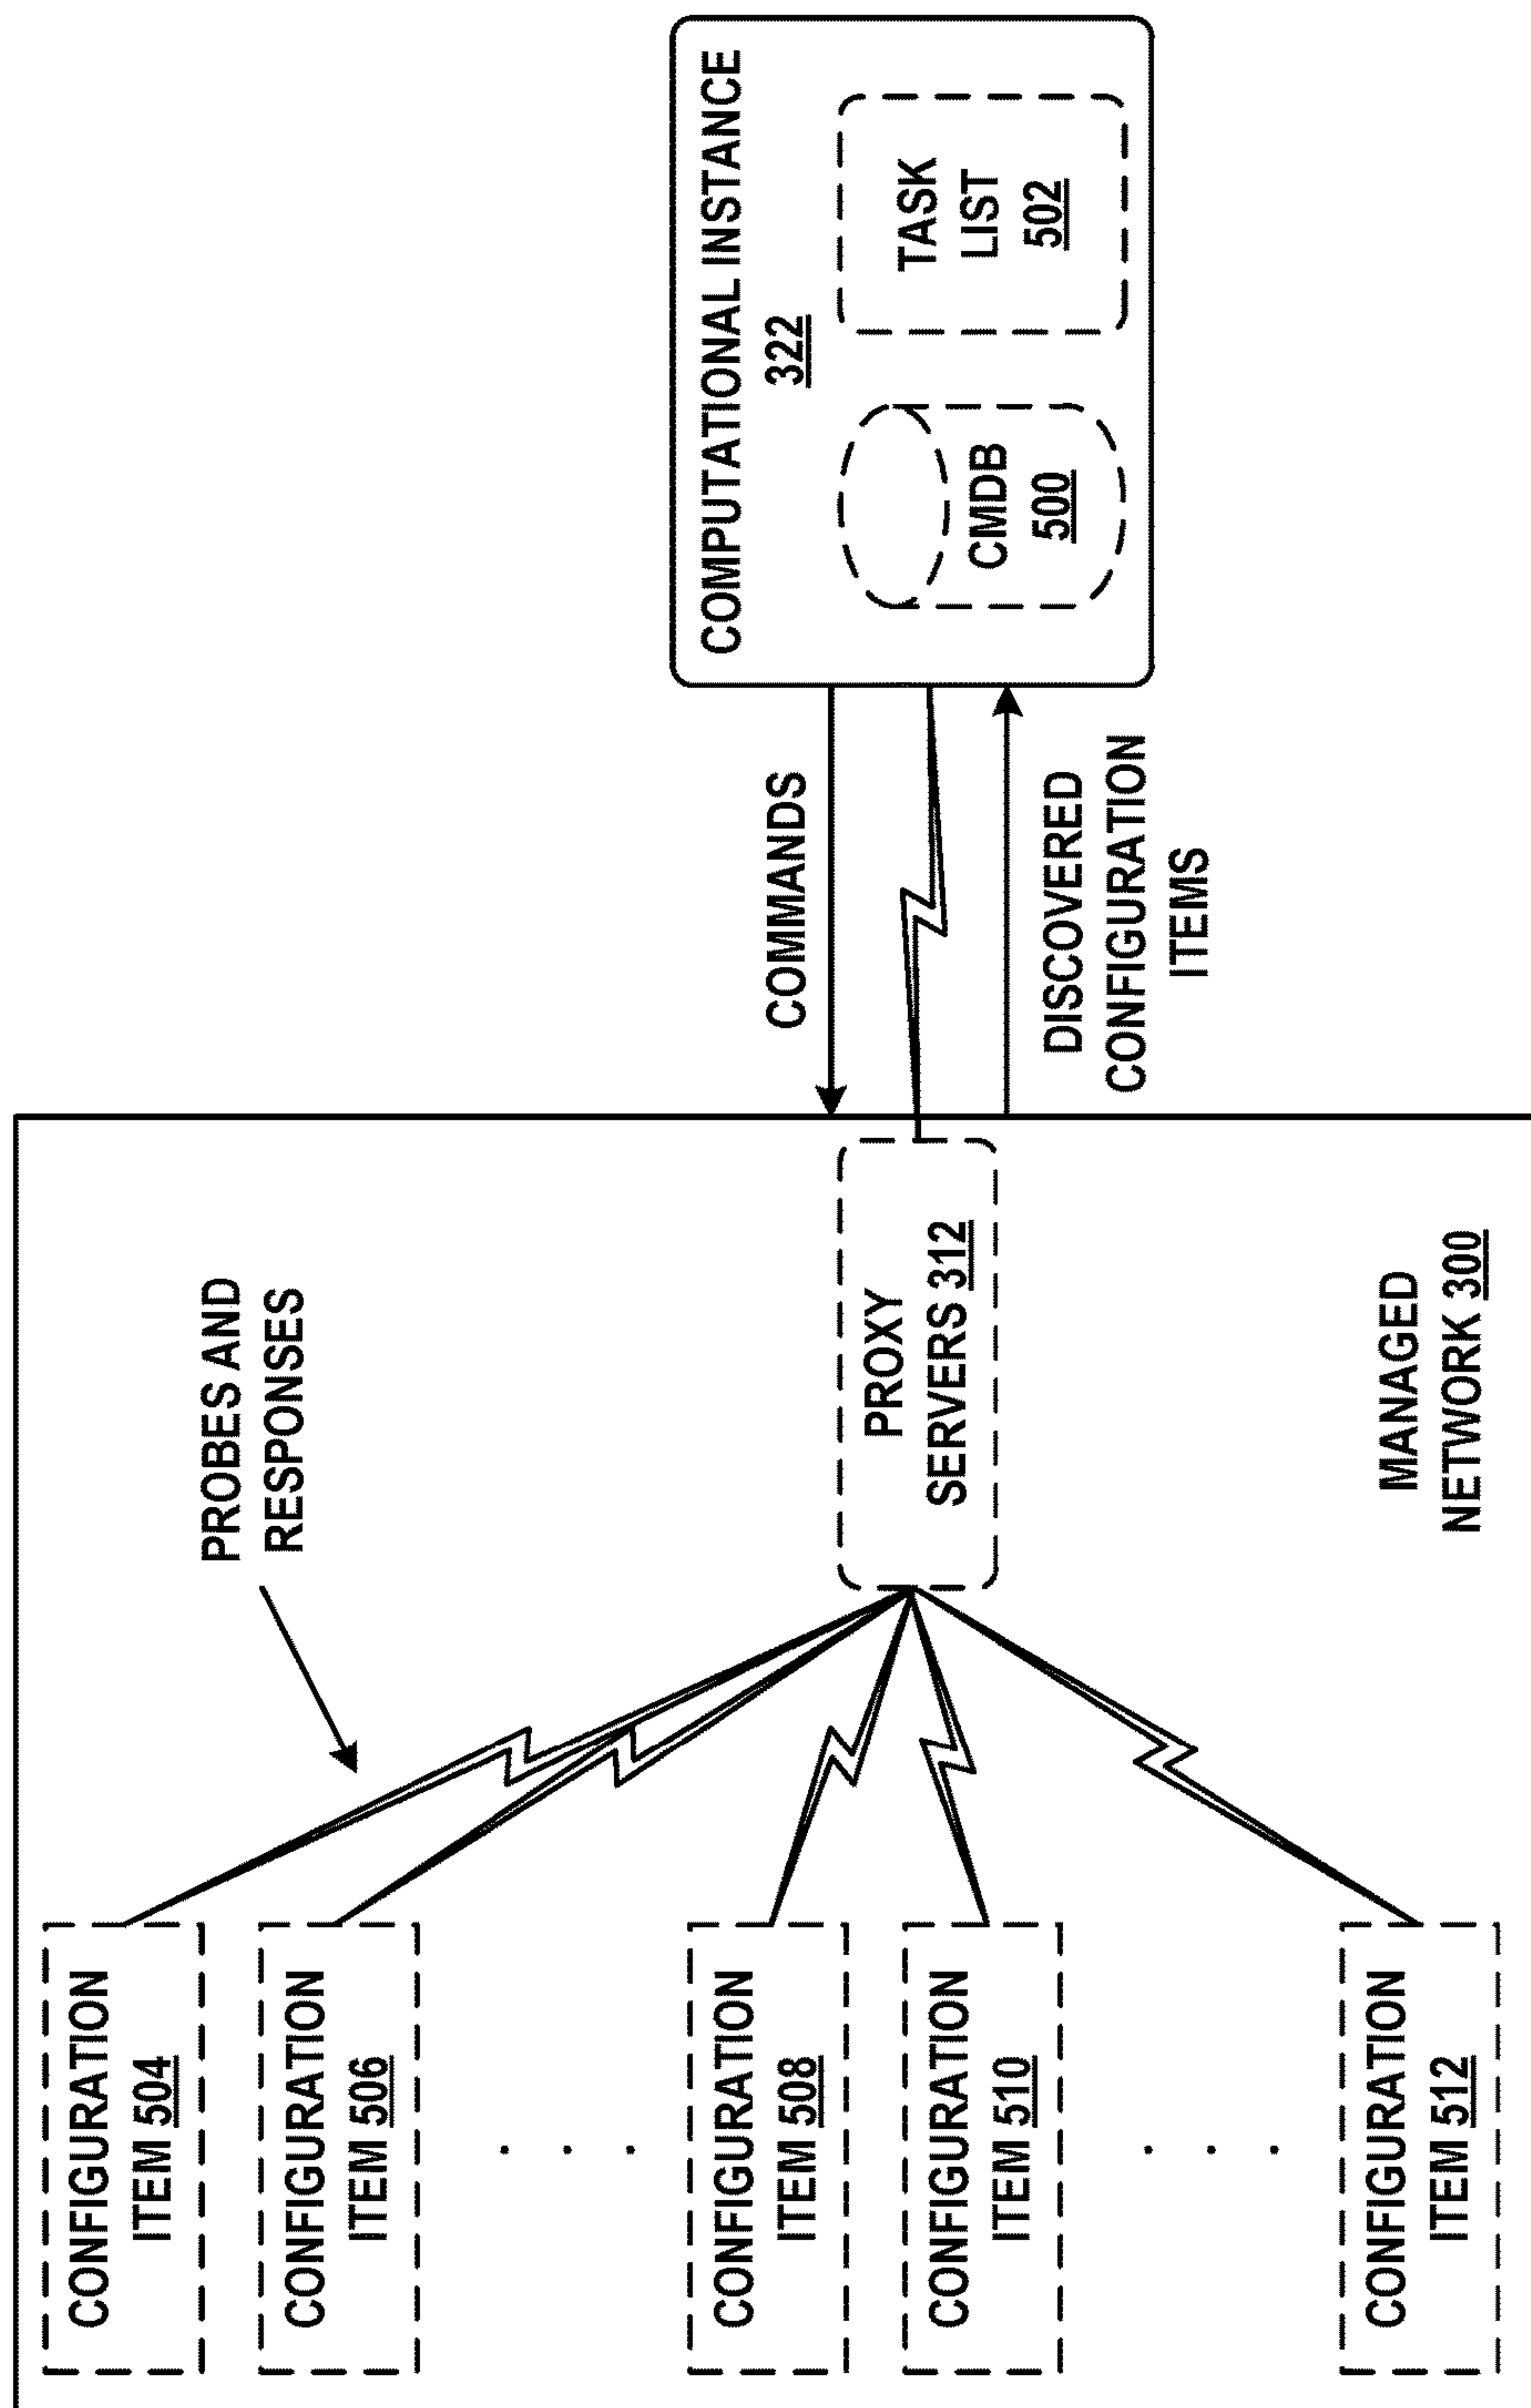 COMPUTATIONAL INSTANCE
322
CMDB
500
TASK
LIST
502
COMMANDS
DISCOVERED
CONFIGURATION
ITEMS
PROBES AND
RESPONSES
PROXY
SERVERS 312
MANAGED
NETWORK 300
CONFIGURATION
ITEM 504
CONFIGURATION
ITEM 506
CONFIGURATION
ITEM 508
CONFIGURATION
ITEM 510
CONFIGURATION
ITEM 512